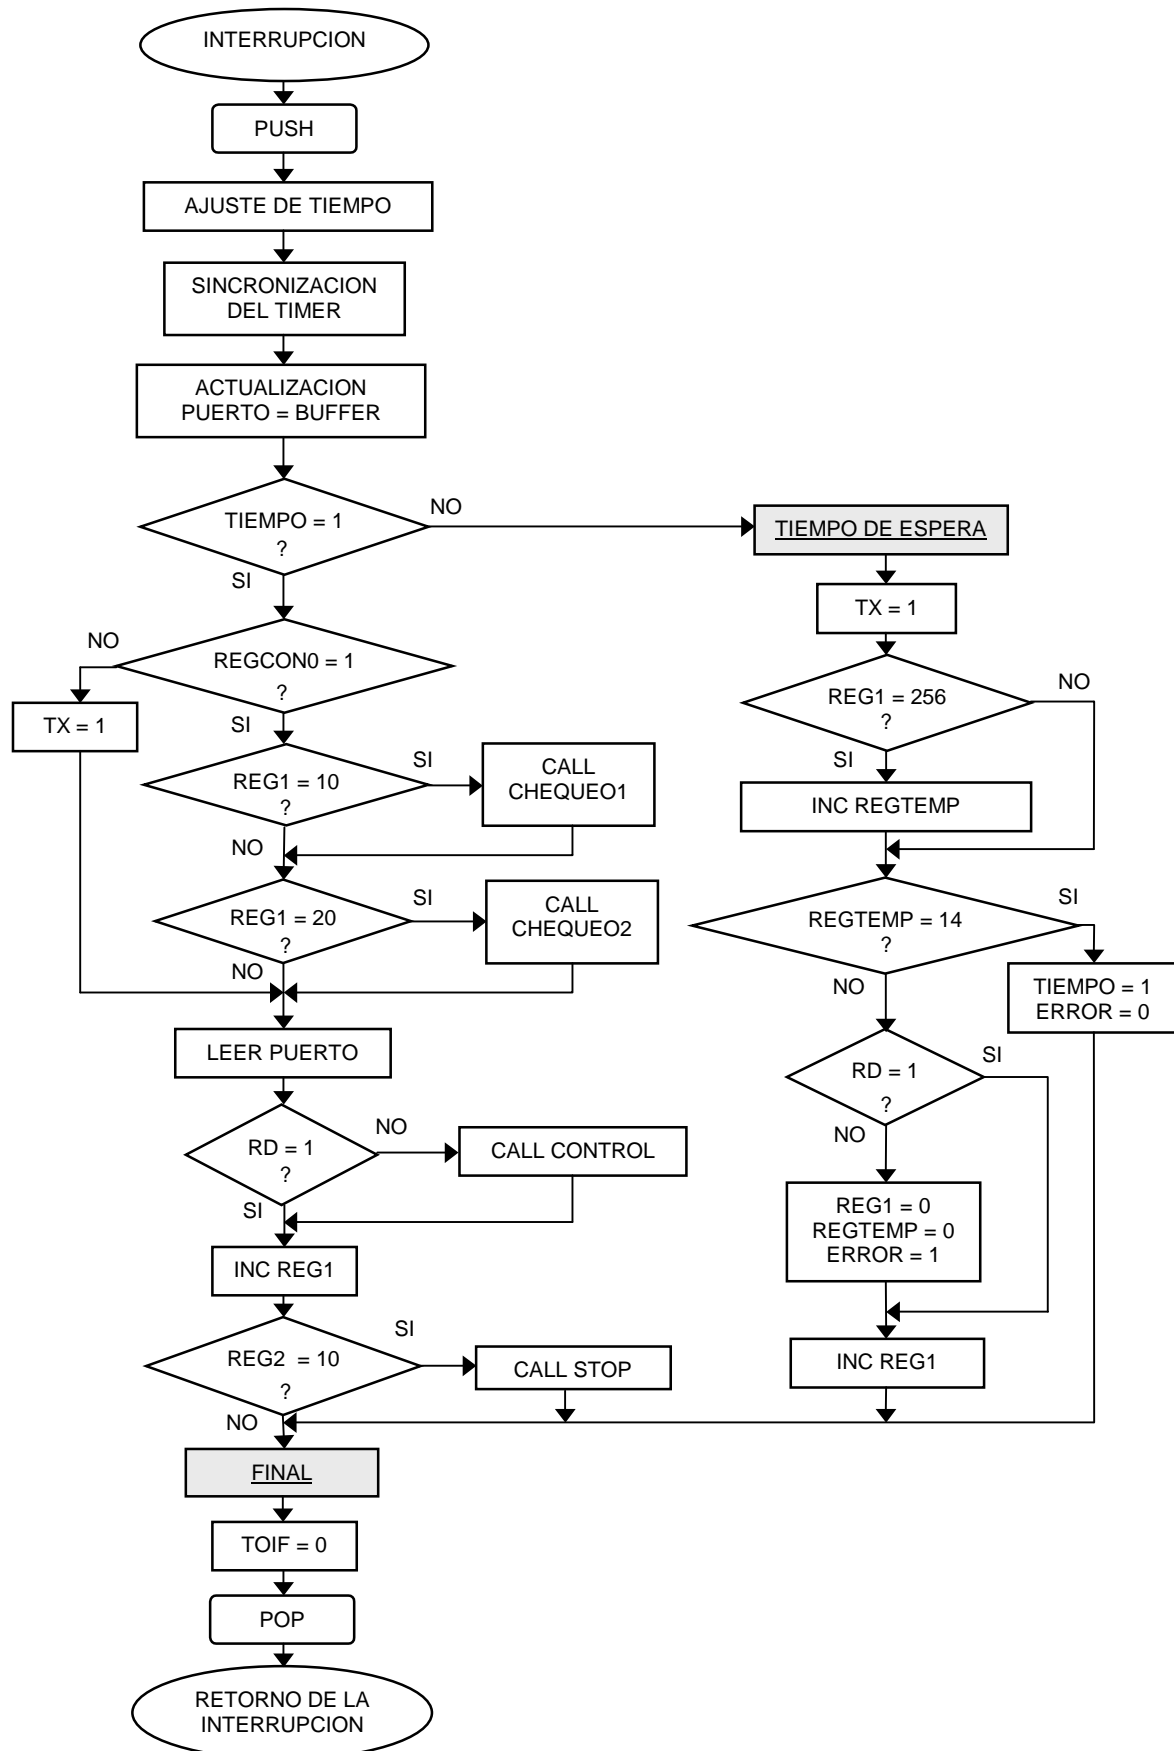 INTERRUPCION
PUSH
AJUSTE DE TIEMPO
SINCRONIZACION
DEL TIMER
ACTUALIZACION
PUERTO = BUFFER
TIEMPO = 1
?
NO
SI
TIEMPO DE ESPERA
TX = 1
REG1 = 256
?
NO
SI
INC REGTEMP
REGTEMP = 14
?
SI
NO
TIEMPO = 1
ERROR = 0
RD = 1
?
SI
NO
REG1 = 0
REGTEMP = 0
ERROR = 1
INC REG1
REGCON0 = 1
?
NO
SI
TX = 1
REG1 = 10
?
SI
NO
CALL
CHEQUEO1
REG1 = 20
?
SI
NO
CALL
CHEQUEO2
LEER PUERTO
RD = 1
?
NO
SI
CALL CONTROL
INC REG1
REG2 = 10
?
SI
NO
CALL STOP
FINAL
TOIF = 0
POP
RETORNO DE LA
INTERRUPCION